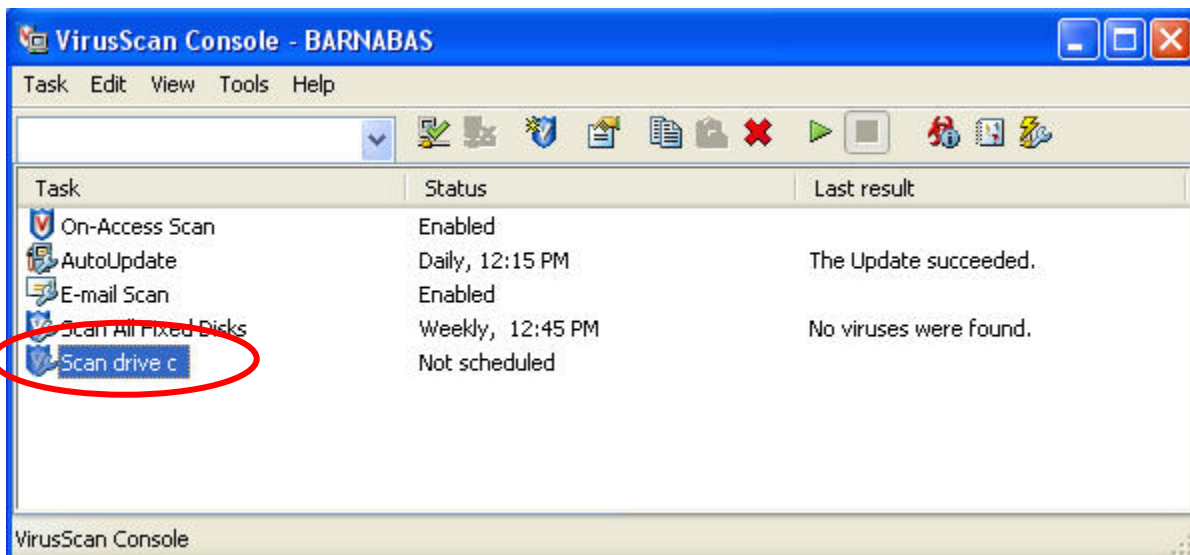 VirusScan Console - BARNABAS
Task Edit View Tools Help
Task Status Last result
On-Access Scan Enabled
AutoUpdate Daily, 12:15 PM The Update succeeded.
E-mail Scan Enabled
Scan All Fixed Disks Weekly, 12:45 PM No viruses were found.
Scan drive c Not scheduled
VirusScan Console